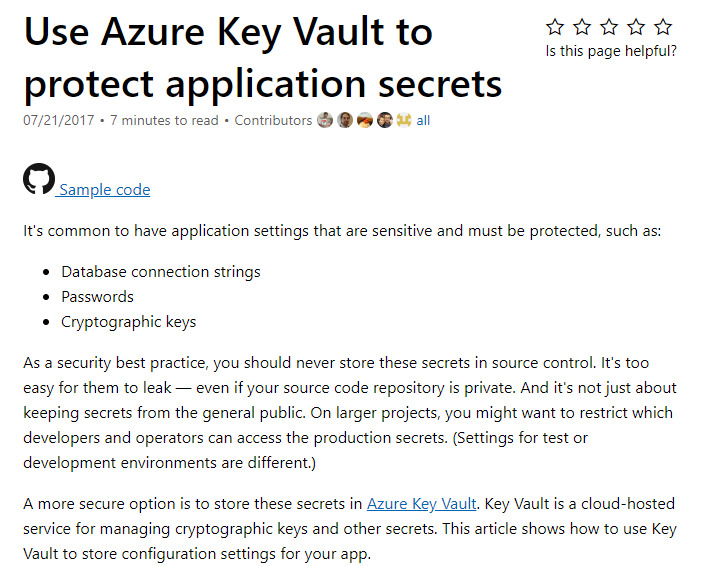 Use Azure Key Vault to
protect application secrets
Is this page helpful?
07/21/2017 • 7 minutes to read • Contributors all
Sample code
It's common to have application settings that are sensitive and must be protected, such as:
• Database connection strings
• Passwords
• Cryptographic keys
As a security best practice, you should never store these secrets in source control. It's too
easy for them to leak — even if your source code repository is private. And it's not just about
keeping secrets from the general public. On larger projects, you might want to restrict which
developers and operators can access the production secrets. (Settings for test or
development environments are different.)
A more secure option is to store these secrets in Azure Key Vault. Key Vault is a cloud-hosted
service for managing cryptographic keys and other secrets. This article shows how to use Key
Vault to store configuration settings for your app.